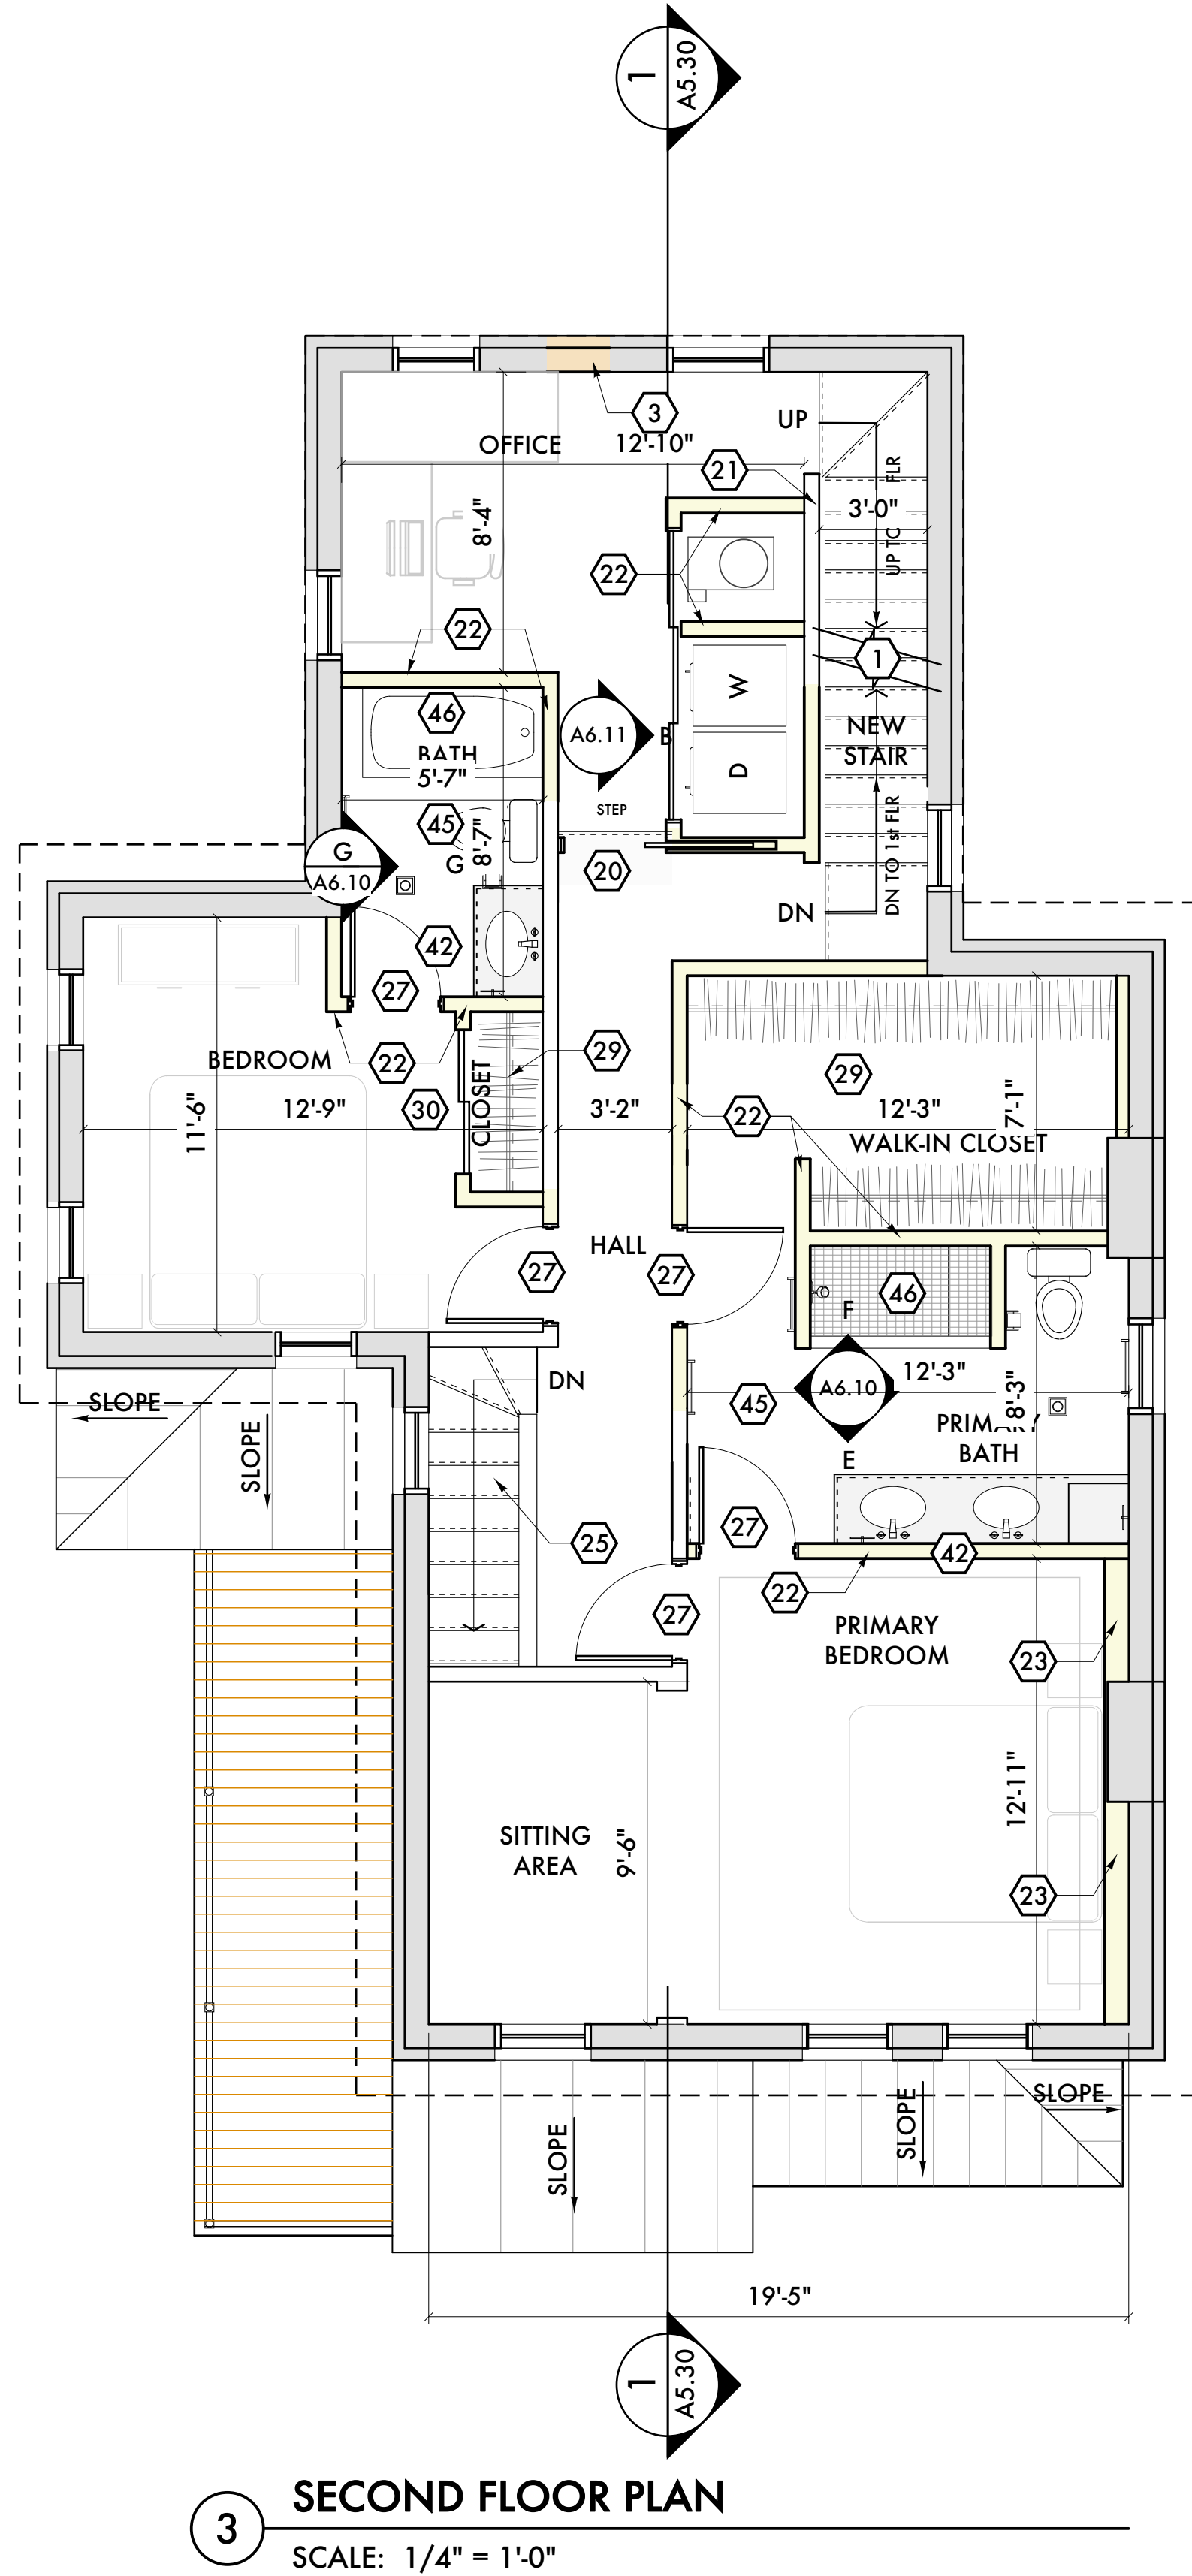 1
A5.30
3
OFFICE
12'-10"
UP
21
UP TO
FLR
3'-0"
8'-4"
22
22
1
46
BATH
5'-7"
A6.11
B
W
D
NEW
STAIR
STEP
45
8'-7"
G
A6.10
G
20
DN TO 1st FLR
DN
42
27
BEDROOM
22
29
29
12'-9"
30
CLOSET
3'-2"
22
12'-3"
7'-1"
11'-6"
WALK-IN CLOSET
HALL
27
27
46
F
DN
A6.10
12'-3"
8'-3"
45
SLOPE
SLOPE
E
PRIMARY
BATH
25
27
42
22
27
PRIMARY
BEDROOM
23
12'-11"
SITTING
AREA
9'-6"
23
SLOPE
SLOPE
SLOPE
19'-5"
1
A5.30
3
SECOND FLOOR PLAN
SCALE: 1/4" = 1'-0"